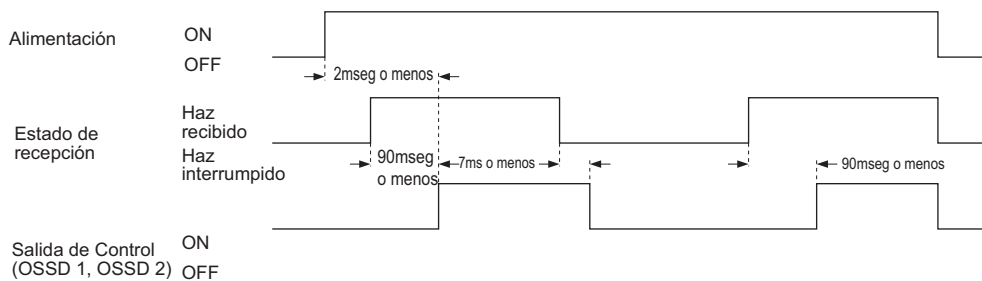 Alimentación
ON
OFF
2mseg o menos
Estado de
recepción
Haz
recibido
Haz
interrumpido
90mseg
o menos
7ms o menos
90mseg o menos
Salida de Control
(OSSD 1, OSSD 2)
ON
OFF